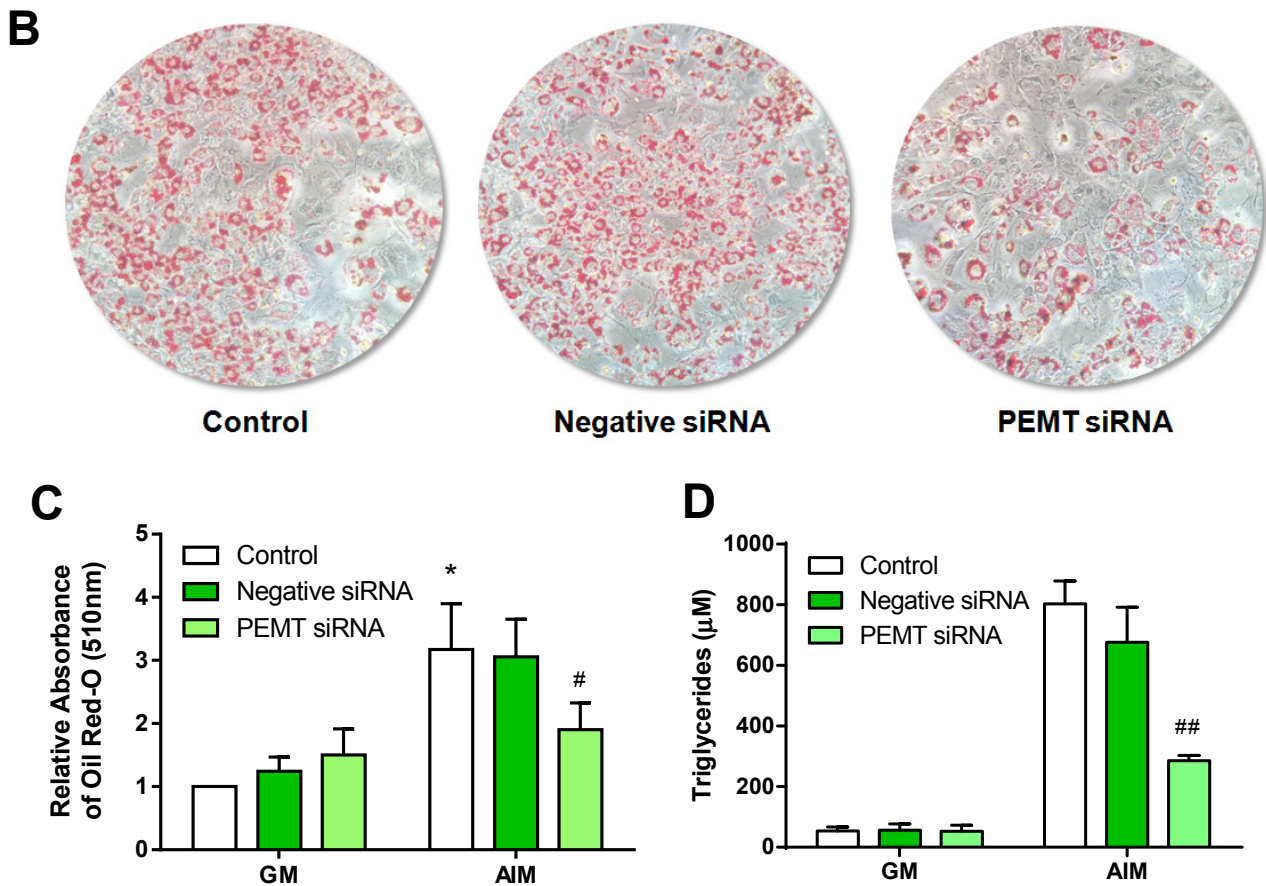 B
Control
Negative siRNA
PEMT siRNA
C
Relative Absorbance
of Oil Red-O (510nm)
5
4
3
2
1
0
Control
Negative siRNA
PEMT siRNA
*
#
GM
AIM
D
Triglycerides (μM)
1000
800
600
400
200
0
Control
Negative siRNA
PEMT siRNA
##
GM
AIM